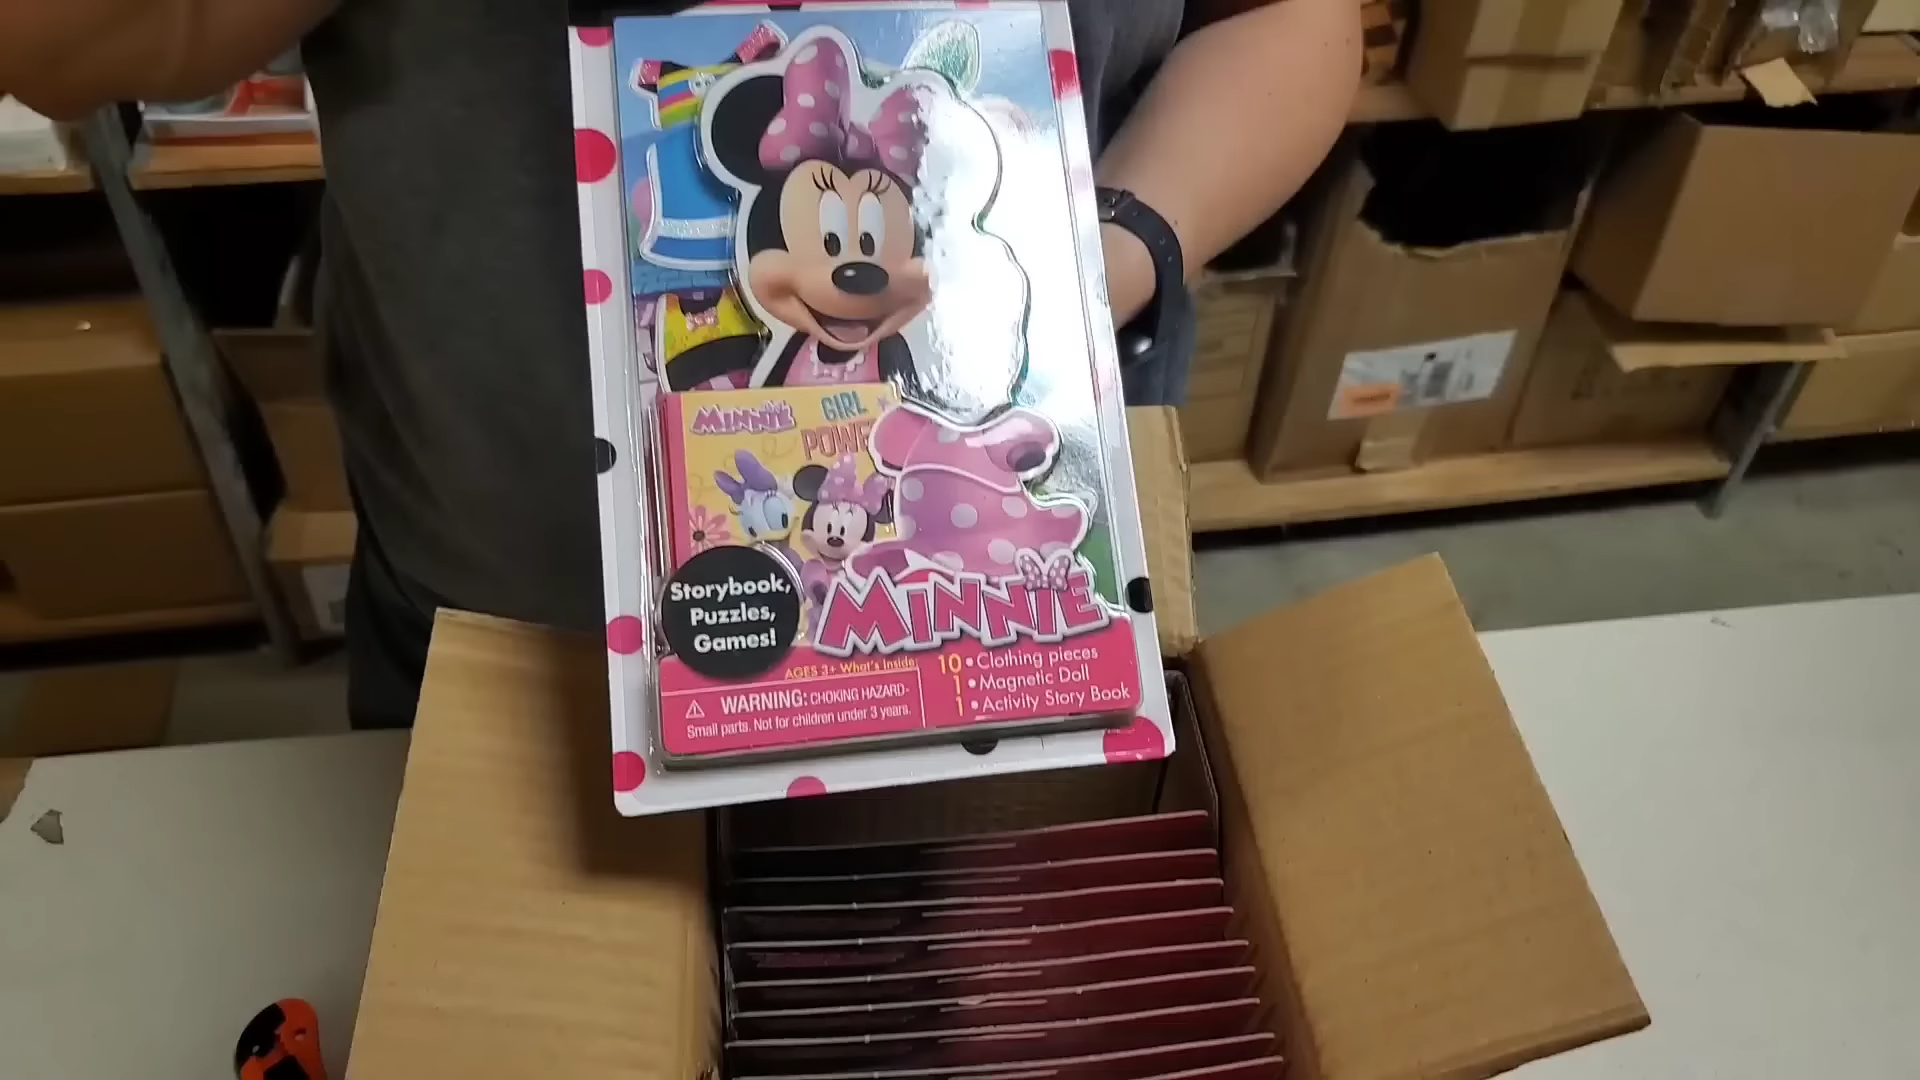 MINNIE
GIRL
POWE
Storybook,
Puzzles,
Games!
MINNIE
AGES 3+ What's Inside:
10 • Clothing pieces
1 • Magnetic Doll
1 • Activity Story Book
WARNING: CHOKING HAZARD-
Small parts. Not for children under 3 years.